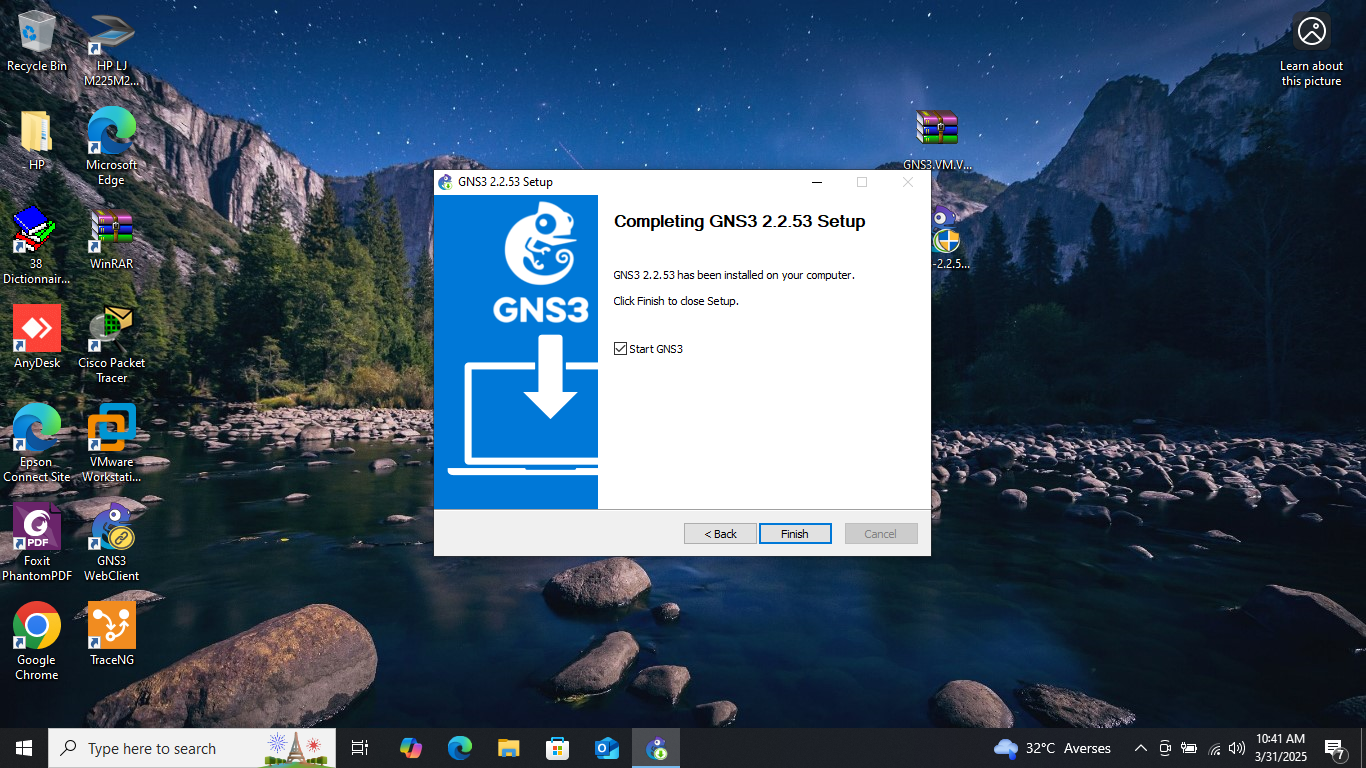 Recycle Bin
HP LJ
M225M2...
Learn about
this picture
- HP
Microsoft
Edge
GNS3.VM.V...
38
Dictionnair...
WinRAR
-2.2.5...
GNS3 2.2.53 Setup
Completing GNS3 2.2.53 Setup
GNS3 2.2.53 has been installed on your computer.
Click Finish to close Setup.
GNS3
Start GNS3
< Back
Finish
Cancel
AnyDesk
Cisco Packet
Tracer
Epson
Connect Site
VMware
Workstati...
PDF
Foxit
PhantomPDF
GNS3
WebClient
Google
Chrome
TraceNG
Type here to search
32°C Averses
10:41 AM
3/31/2025
7